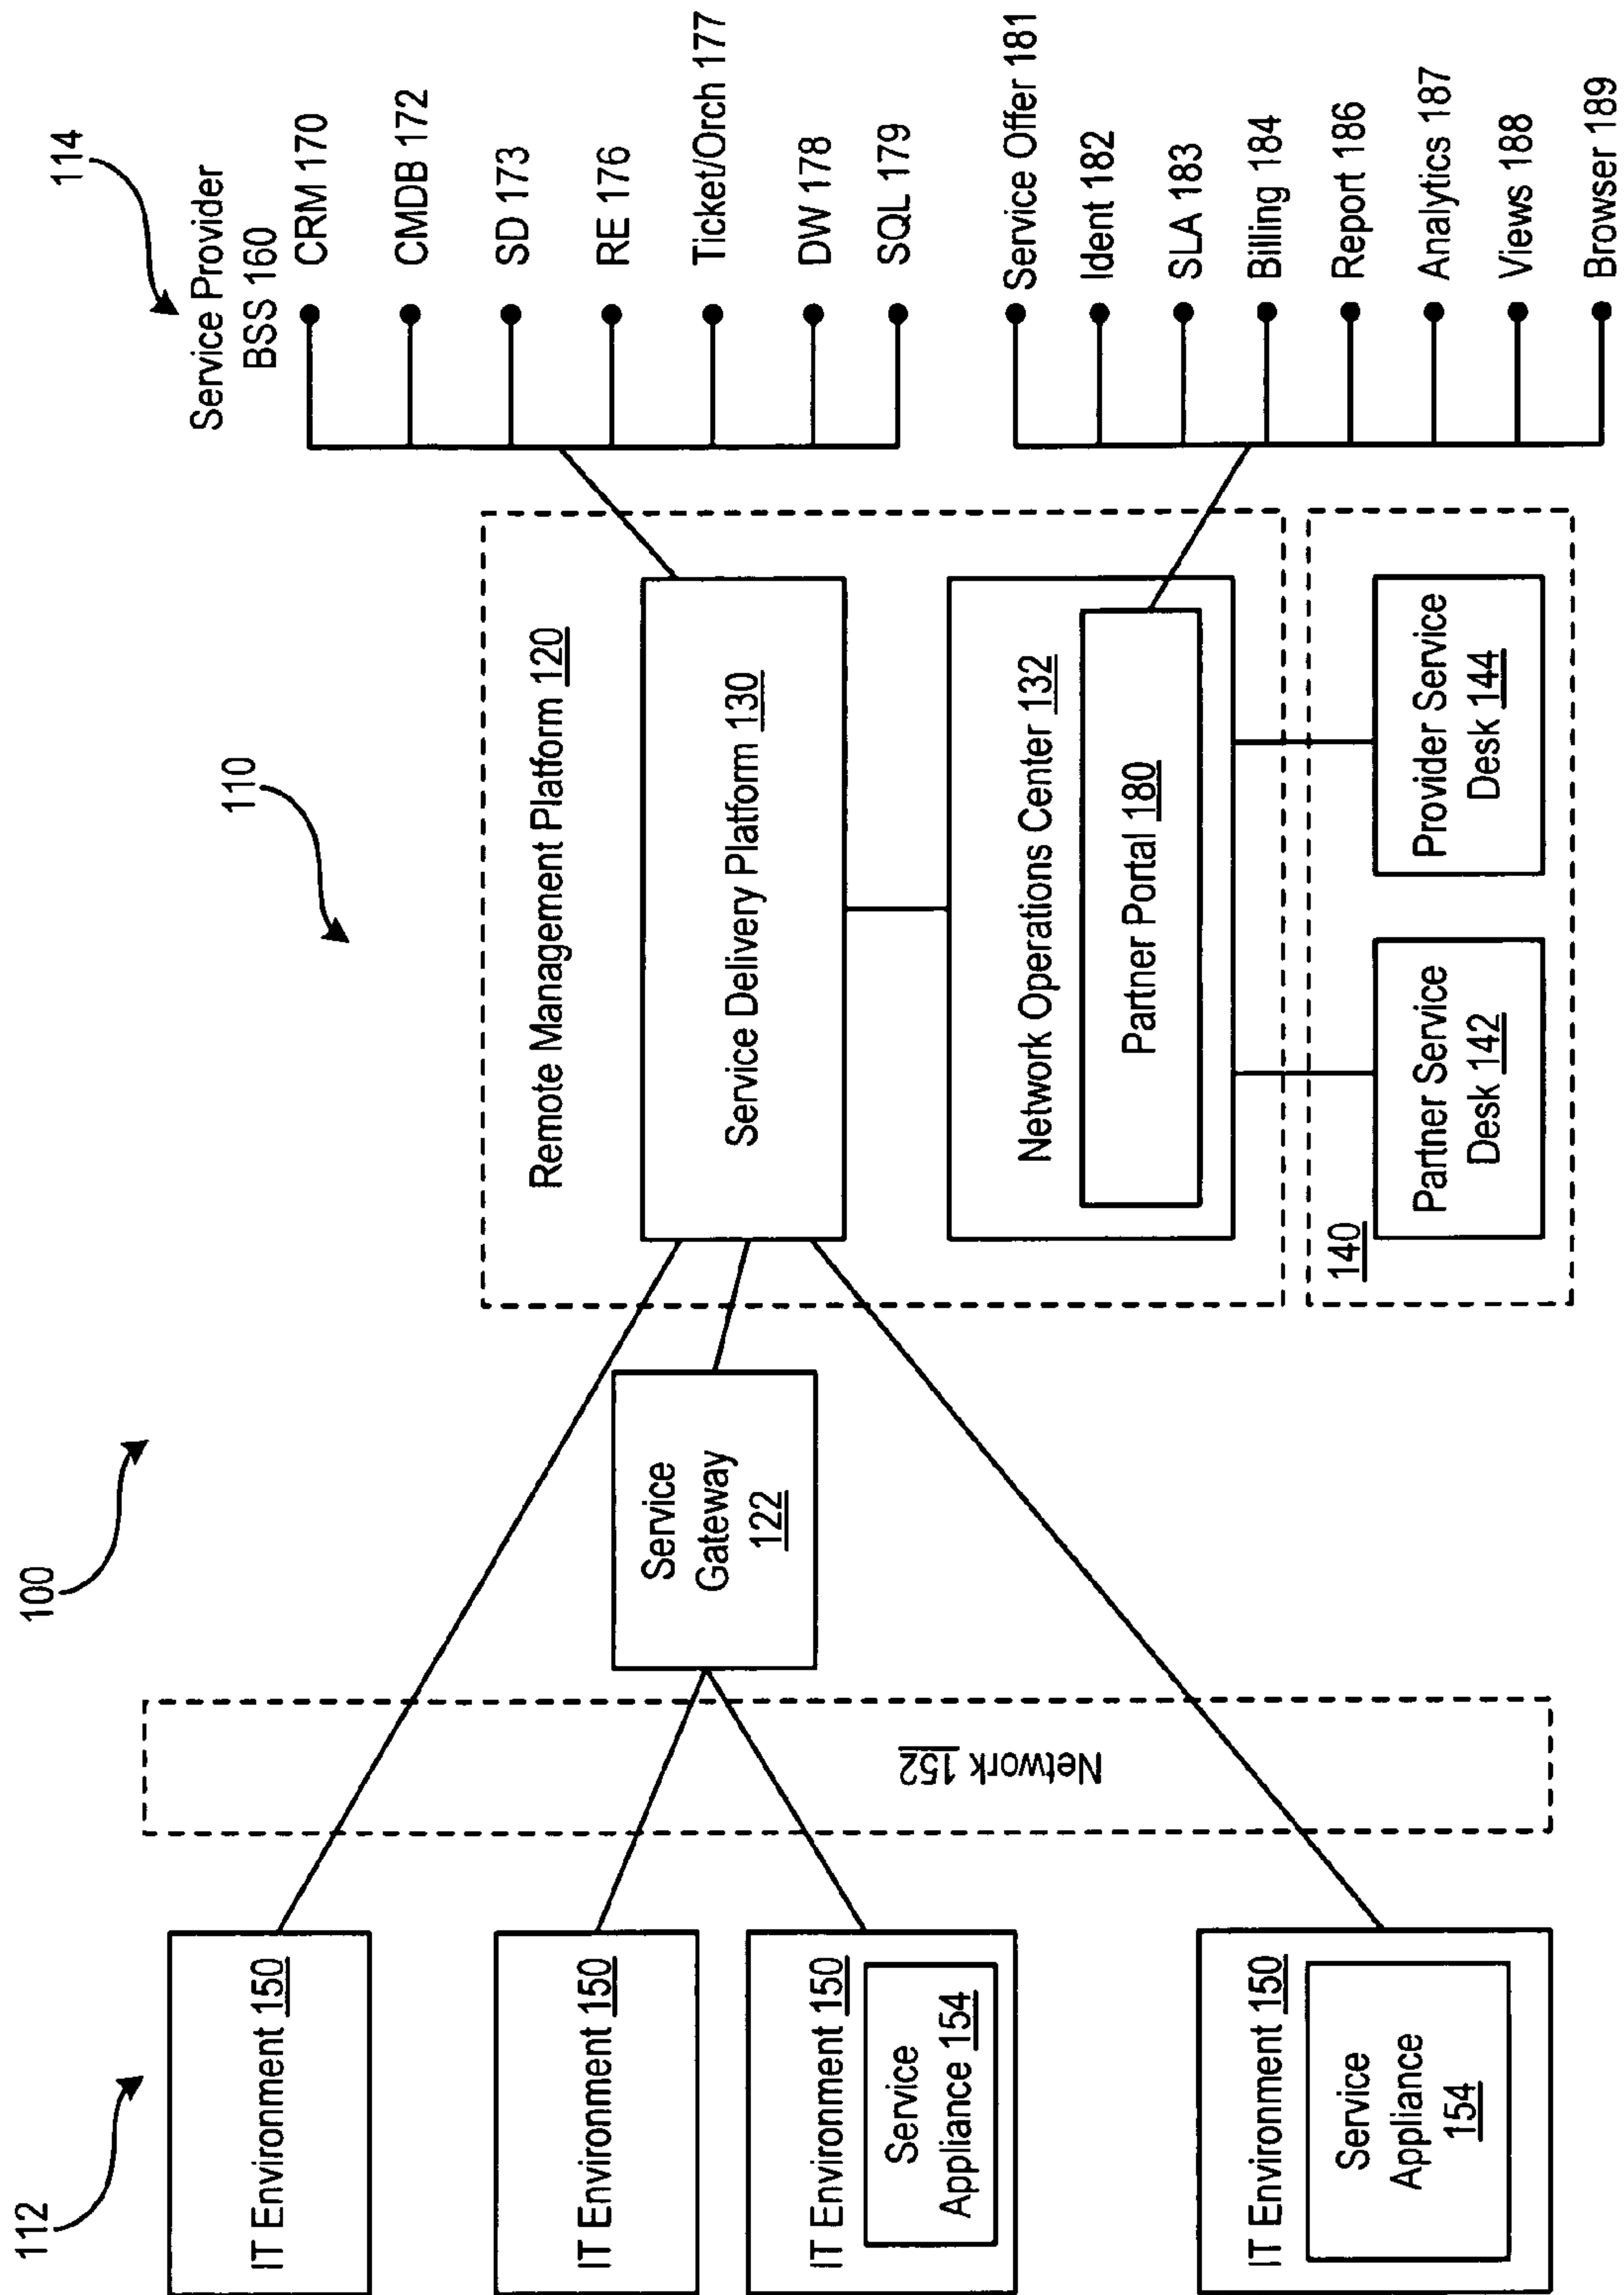 100
110
112
114
Service Provider
BSS 160
CRM 170
CMDB 172
SD 173
RE 176
Ticket/Orch 177
DW 178
SQL 179
Service Offer 181
Ident 182
SLA 183
Billing 184
Report 186
Analytics 187
Views 188
Browser 189
Remote Management Platform 120
Service Delivery Platform 130
Network Operations Center 132
Partner Portal 180
140
Partner Service
Desk 142
Provider Service
Desk 144
Service
Gateway
122
Network 152
IT Environment 150
IT Environment 150
IT Environment 150
Service
Appliance 154
IT Environment 150
Service
Appliance
154